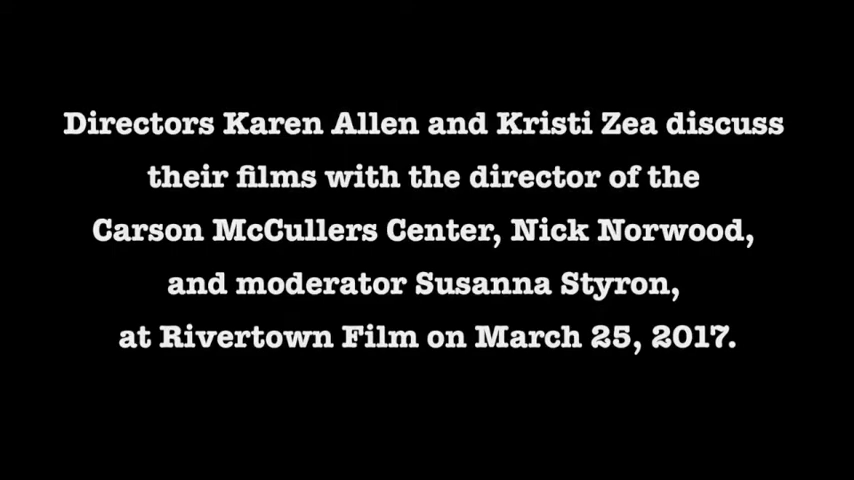 Directors Karen Allen and Kristi Zea discuss
their films with the director of the
Carson McCullers Center, Nick Norwood,
and moderator Susanna Styron,
at Rivertown Film on March 25, 2017.